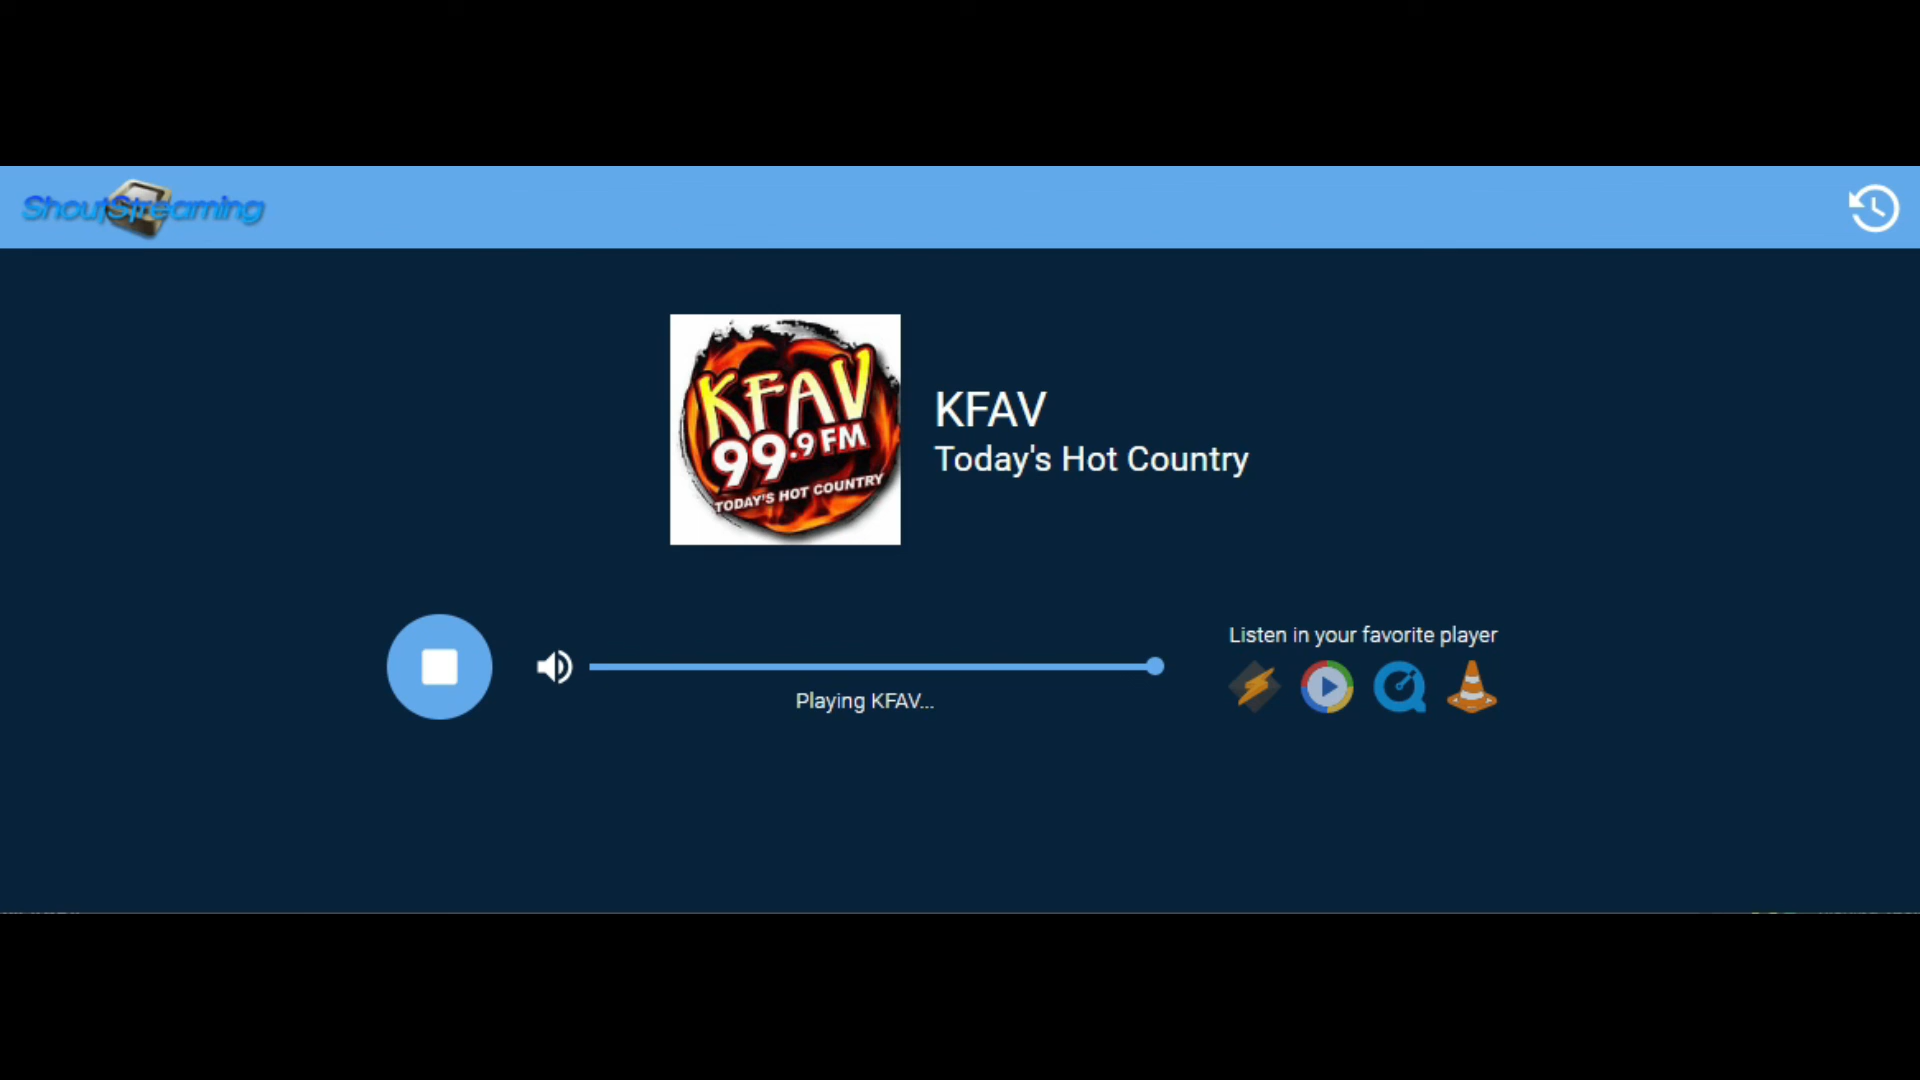 ShoutStreaming
KFAV
99.9 FM
TODAY'S HOT COUNTRY
KFAV
Today's Hot Country
Listen in your favorite player
Playing KFAV...